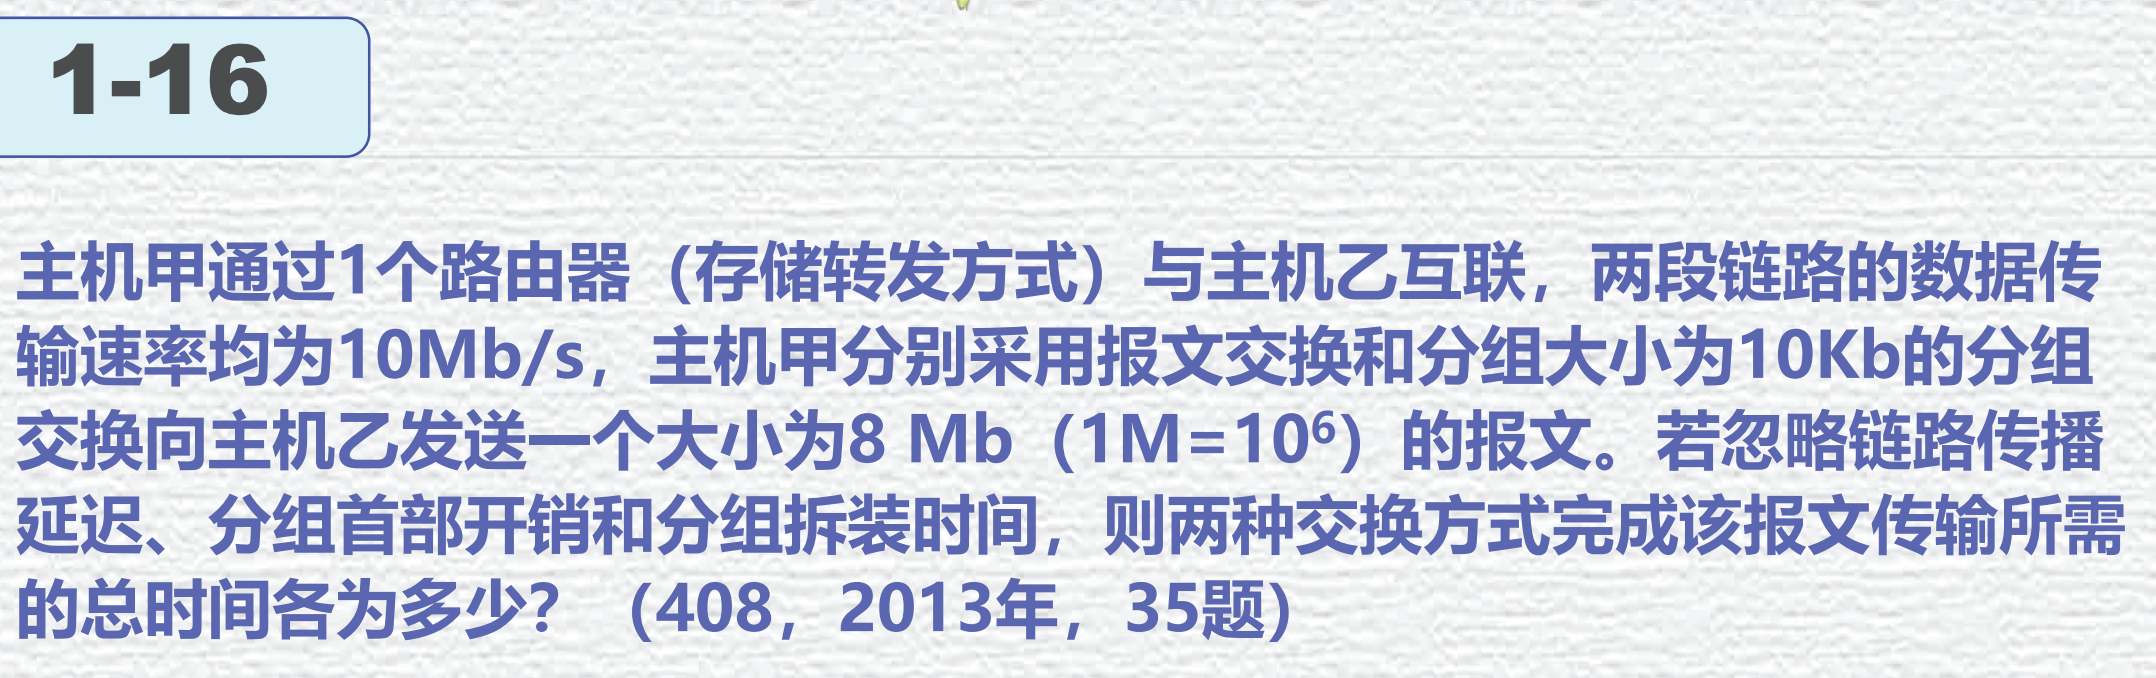 1-16
主机甲通过1个路由器（存储转发方式）与主机乙互联，两段链路的数据传
输速率均为10Mb/s，主机甲分别采用报文交换和分组大小为10Kb的分组
交换向主机乙发送一个大小为8 Mb（1M=10⁶）的报文。若忽略链路传播
延迟、分组首部开销和分组拆装时间，则两种交换方式完成该报文传输所需
的总时间各为多少？（408，2013年，35题）